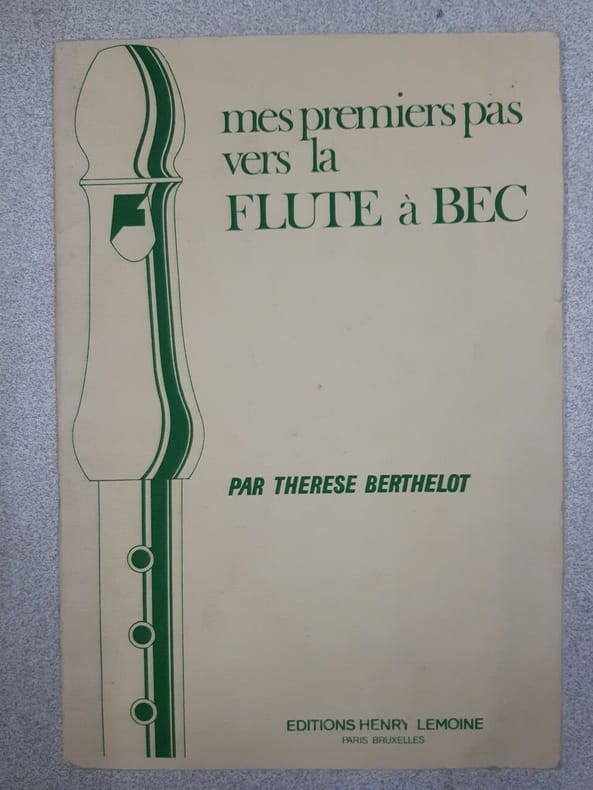 mes premiers pas
vers la
FLUTE à BEC
PAR THERESE BERTHELOT
EDITIONS HENRY LEMOINE
PARIS BRUXELLES